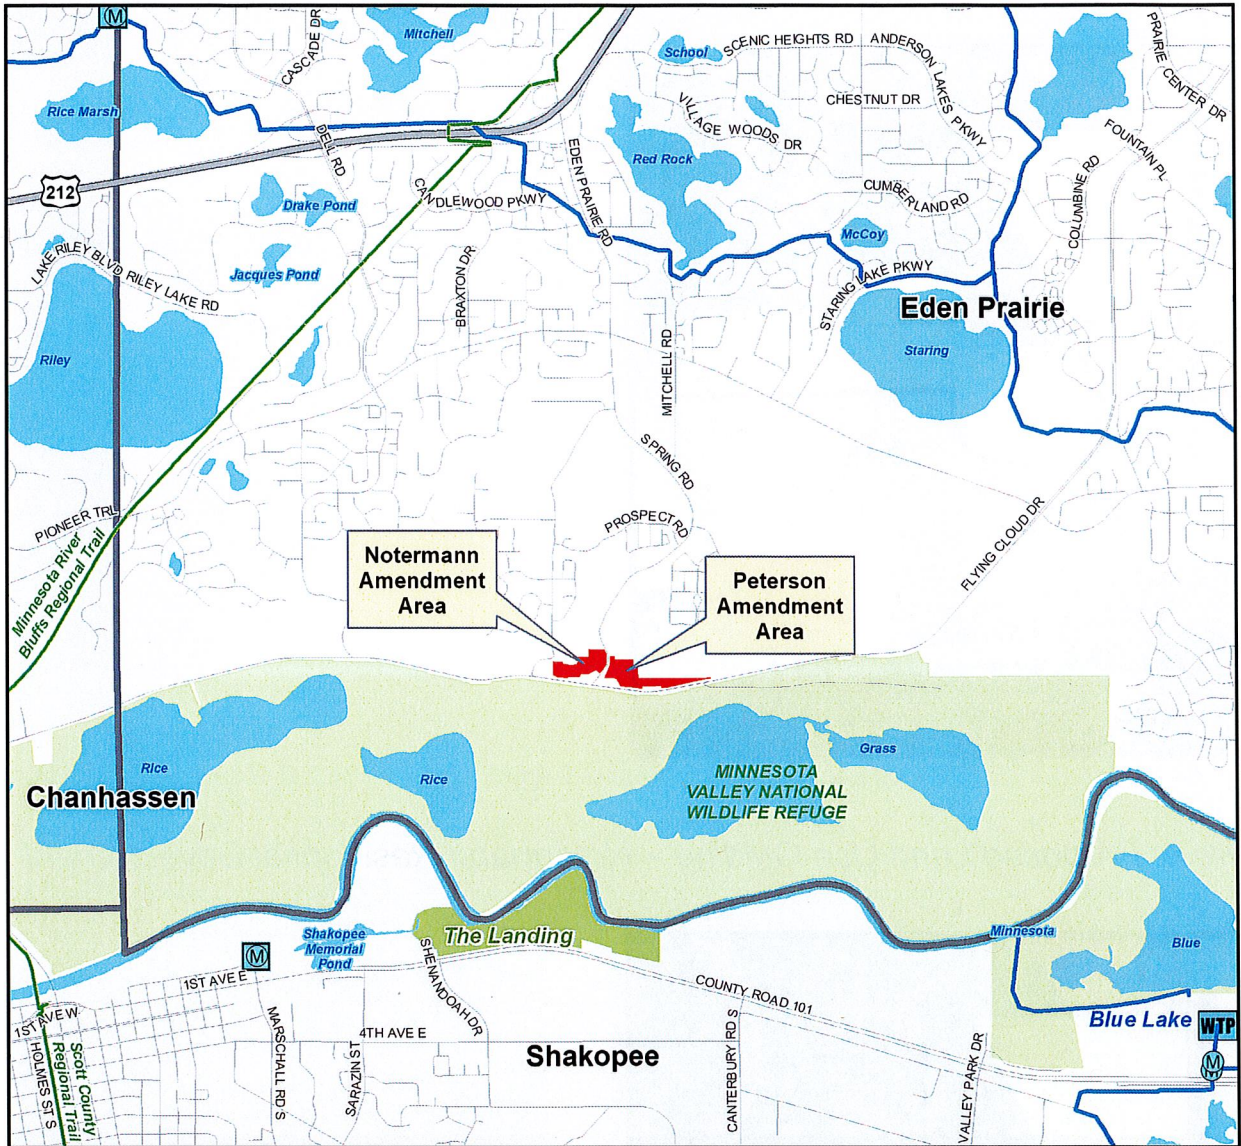 M
Mitchell
CASCADE DR
School
SCENIC HEIGHTS RD
ANDERSON LAKES PKWY
PRAIRIE CENTER DR
Rice Marsh
DELL RD
CHESTNUT DR
VILLAGE WOODS DR
FOUNTAIN PL
Red Rock
EDEN PRAIRIE RD
212
CANDLEWOOD PKWY
CUMBERLAND RD
COLUMBINE RD
Drake Pond
McCoy
LAKE RILEY BLVD
RILEY LAKE RD
Jacques Pond
BRAXTON DR
STARING LAKE PKWY
Eden Prairie
Riley
Staring
MITCHELL RD
SPRING RD
PIONEER TRL
PROSPECT RD
FLYING CLOUD DR
Minnesota River
Bluffs Regional Trail
Notermann
Amendment
Area
Peterson
Amendment
Area
Rice
Rice
Grass
MINNESOTA
VALLEY NATIONAL
WILDLIFE REFUGE
Chanhassen
Shakopee
Memorial
Pond
The Landing
Minnesota
Blue
M
1ST AVE E
SHENANDOAH DR
COUNTY ROAD 101
1ST AVE W
Blue Lake
WTP
HOLMES ST S
Scott County
Regional Trail
MARSCHALL RD S
SARAZIN ST
4TH AVE E
Shakopee
CANTERBURY RD S
VALLEY PARK DR
M
M